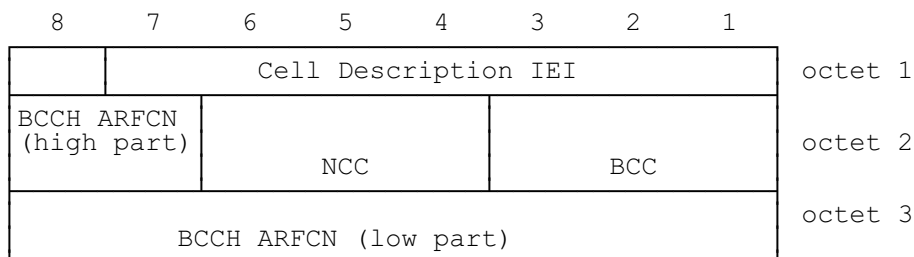 8 7 6 5 4 3 2 1
Cell Description IEI octet 1
BCCH ARFCN
(high part) octet 2
NCC BCC
octet 3
BCCH ARFCN (low part)